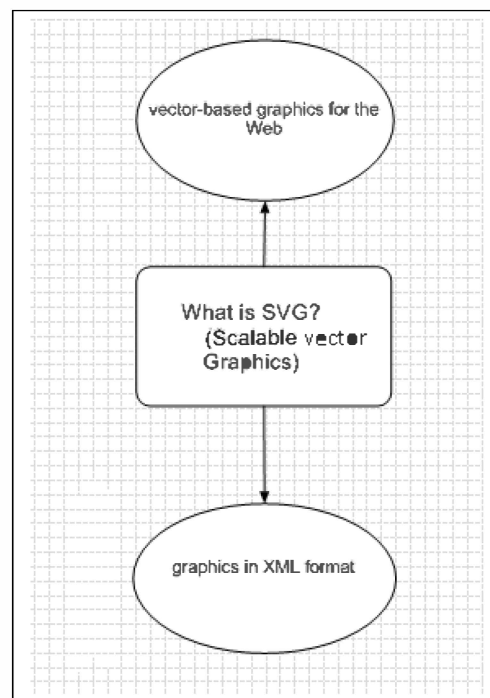 vector-based graphics for the
Web
What is SVG?
(Scalable vector
Graphics)
graphics in XML format